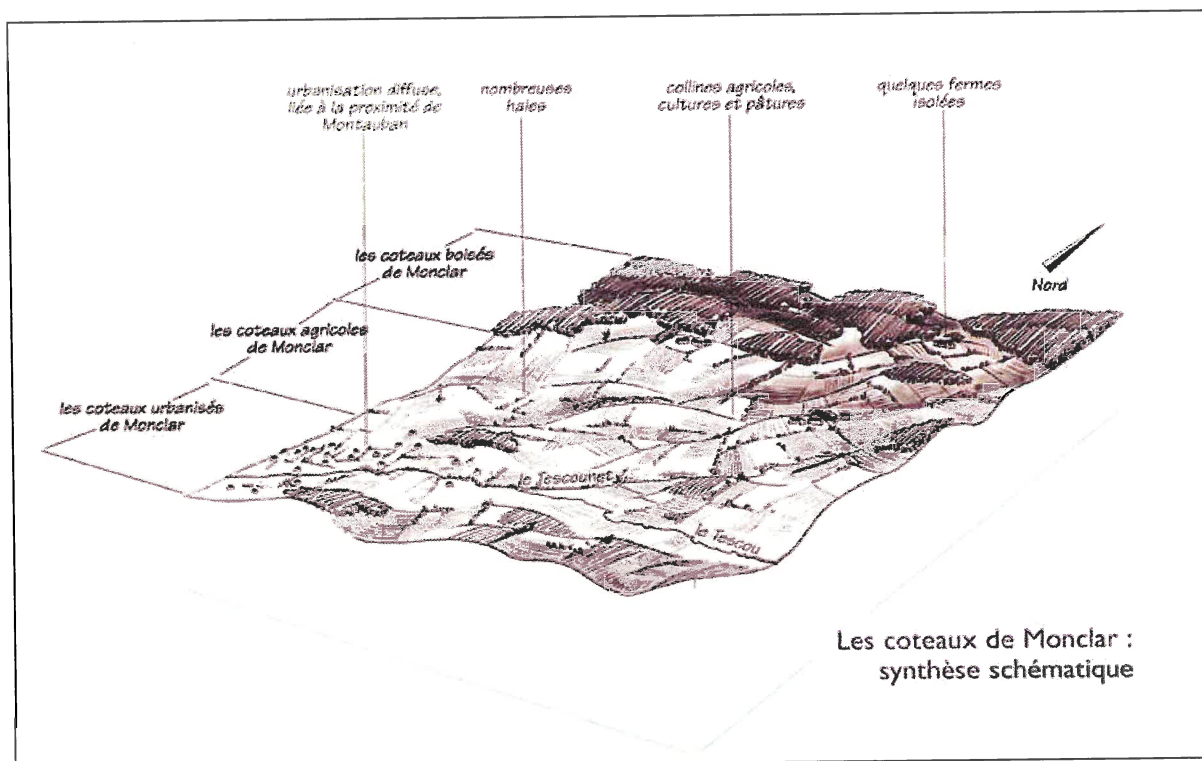 urbanisation diffuse,
liée à la proximité de
Montauban
nombreuses
haies
collines agricoles,
cultures et pâtures
quelques fermes
isolées
les coteaux boisés
de Monclar
les coteaux agricoles
de Monclar
les coteaux urbanisés
de Monclar
Nord
le Tescounet
le Tescou
Les coteaux de Monclar :
synthèse schématique